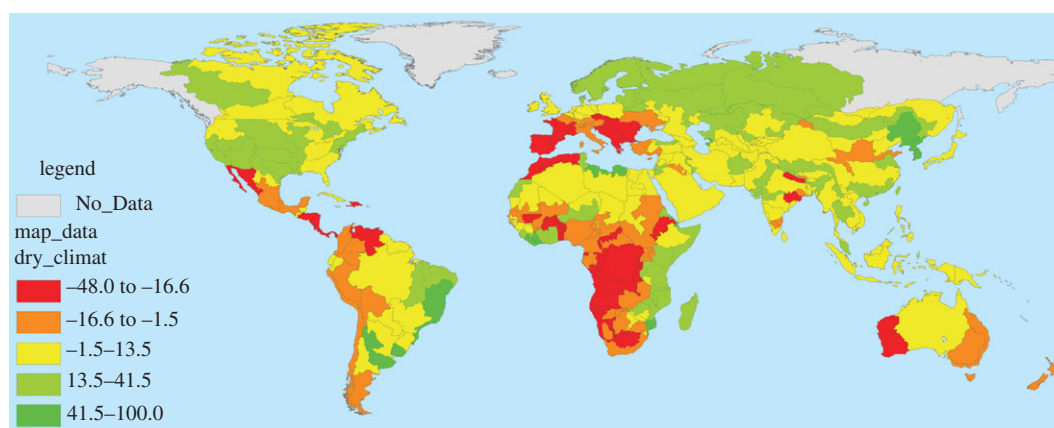 legend
No_Data
map_data
dry_climat
–48.0 to –16.6
–16.6 to –1.5
–1.5–13.5
13.5–41.5
41.5–100.0